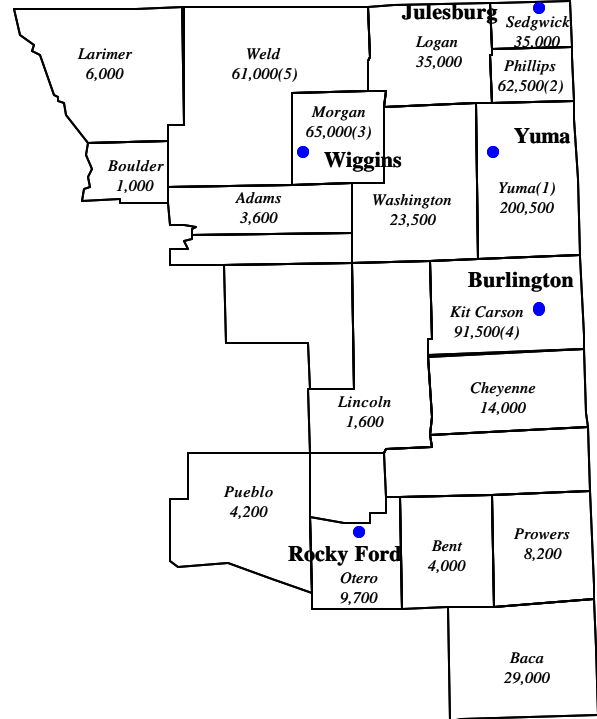 Julesburg
Sedgwick
35,000
Larimer
6,000
Weld
61,000(5)
Logan
35,000
Phillips
62,500(2)
Morgan
65,000(3)
Wiggins
Yuma
Boulder
1,000
Adams
3,600
Washington
23,500
Yuma(1)
200,500
Burlington
Kit Carson
91,500(4)
Lincoln
1,600
Cheyenne
14,000
Pueblo
4,200
Rocky Ford
Otero
9,700
Bent
4,000
Prowers
8,200
Baca
29,000